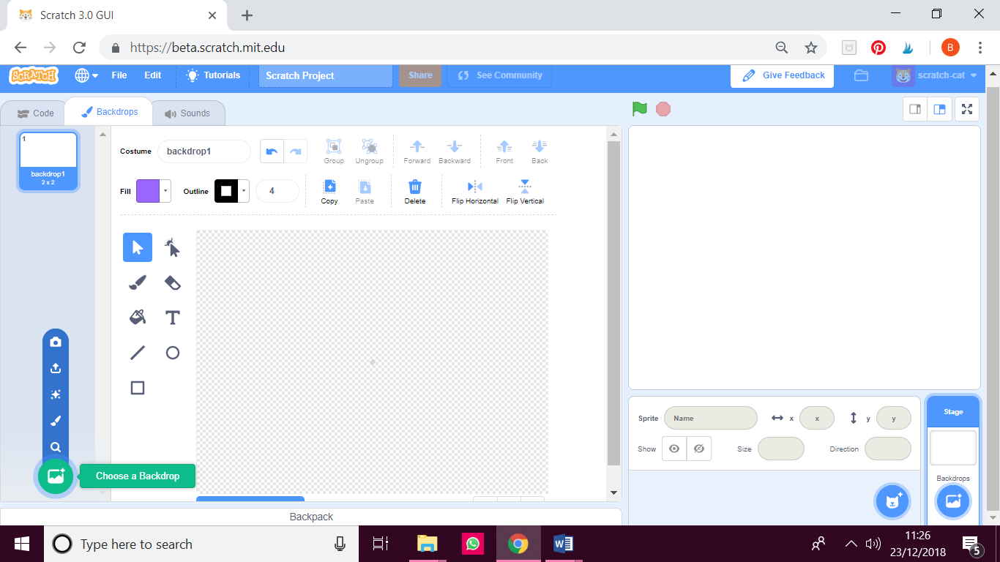 Scratch 3.0 GUI
https://beta.scratch.mit.edu
B
SCRATCH
File
Edit
Tutorials
Scratch Project
Share
See Community
Give Feedback
scratch-cat
Code
Backdrops
Sounds
1
backdrop1
2 x 2
Costume
backdrop1
Group
Ungroup
Forward
Backward
Front
Back
Fill
Outline
4
Copy
Paste
Delete
Flip Horizontal
Flip Vertical
T
Choose a Backdrop
Sprite
Name
x
x
y
y
Show
Size
Direction
Stage
Backdrops
Backpack
Type here to search
W
11:26
23/12/2018
5